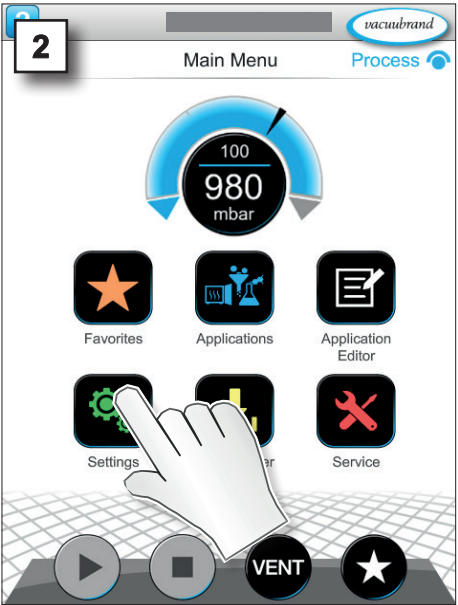 ?
2
vacuubrand
Main Menu
Process
100
980
mbar
Favorites
Applications
Application
Editor
Settings
Service
VENT